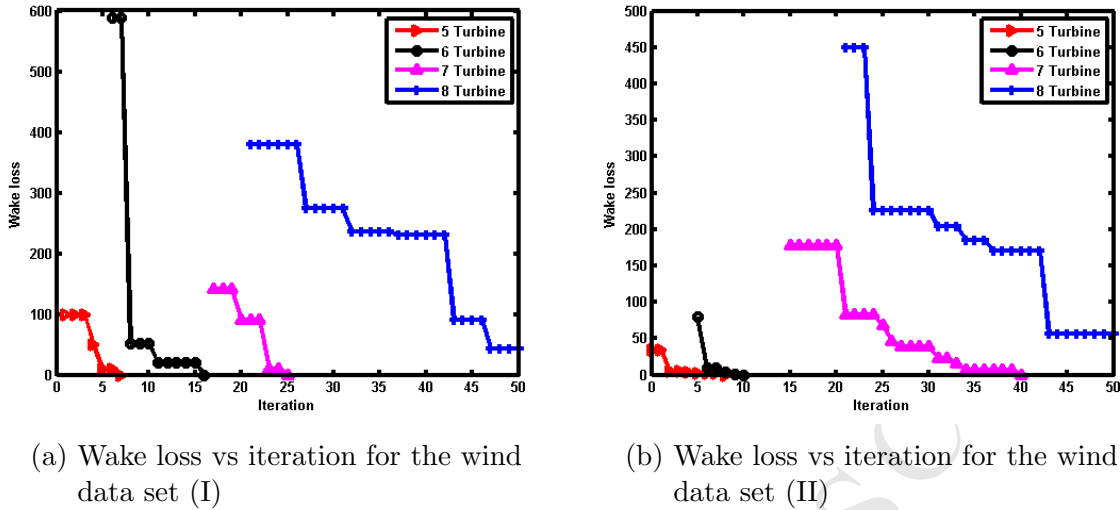 600
500
400
300
200
100
0
Wake loss
5 Turbine
6 Turbine
7 Turbine
8 Turbine
0 5 10 15 20 25 30 35 40 45 50
Iteration
(a) Wake loss vs iteration for the wind
data set (I)
500
450
400
350
300
250
200
150
100
50
0
Wake loss
5 Turbine
6 Turbine
7 Turbine
8 Turbine
0 5 10 15 20 25 30 35 40 45 50
Iteration
(b) Wake loss vs iteration for the wind
data set (II)